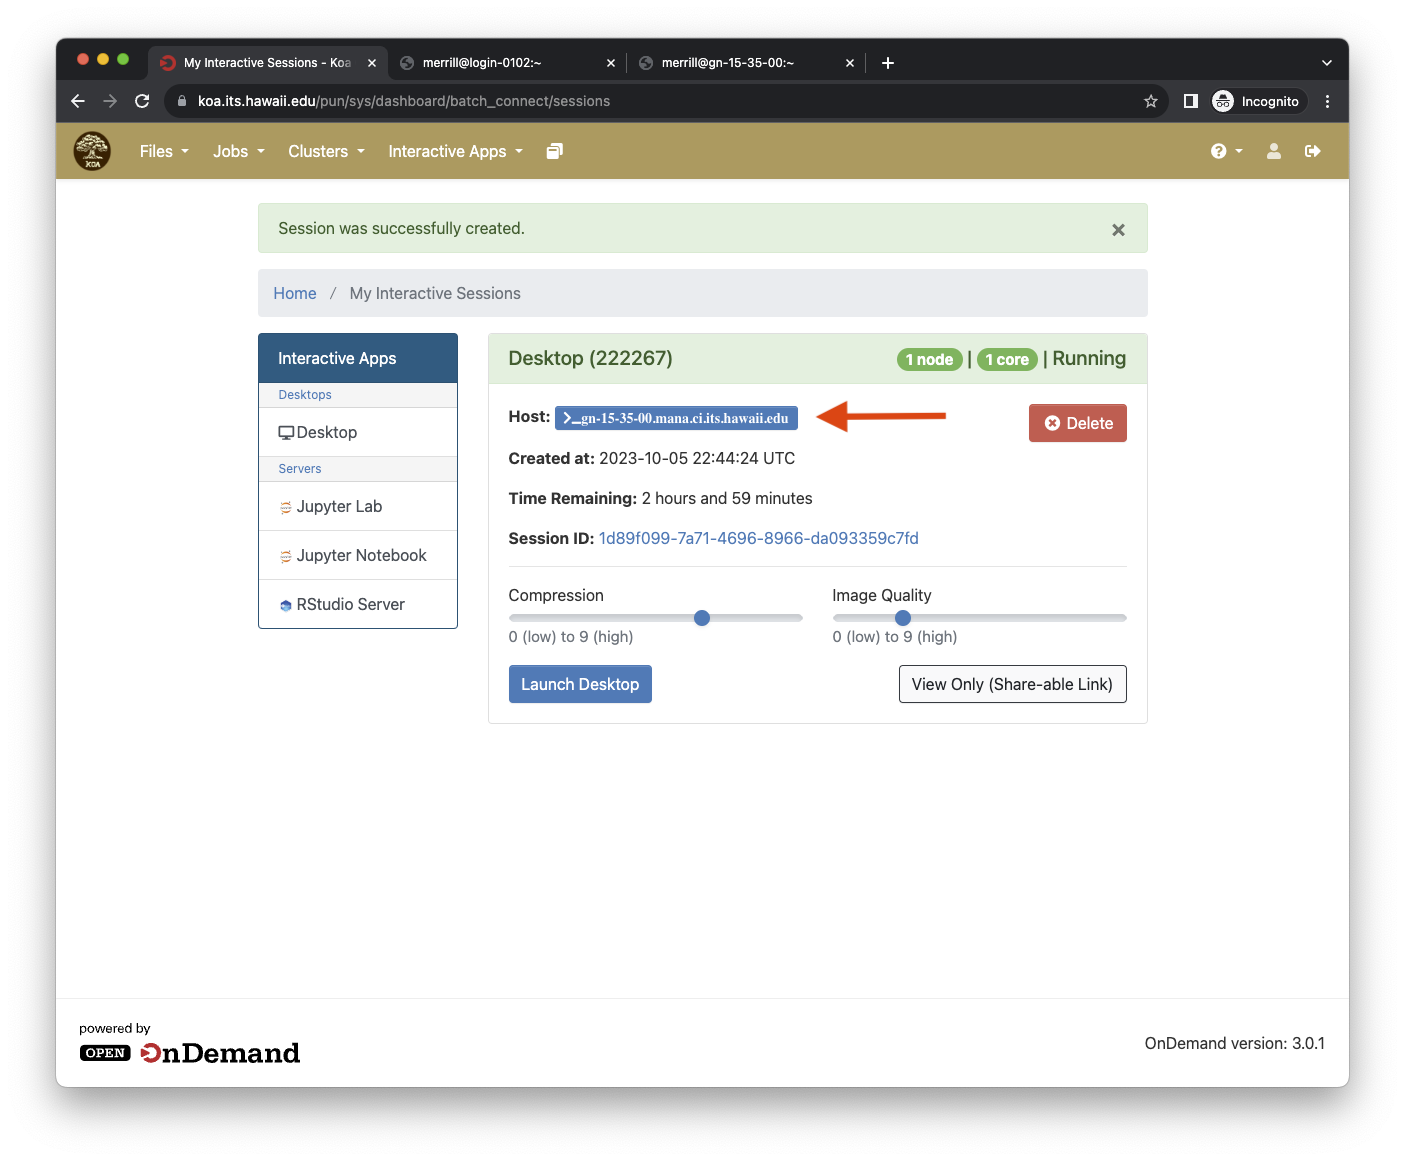 My Interactive Sessions - Koa
merrill@login-0102:~
merrill@gn-15-35-00:~
koa.its.hawaii.edu/pun/sys/dashboard/batch_connect/sessions
Incognito
KOA
Files
Jobs
Clusters
Interactive Apps
Session was successfully created.
Home / My Interactive Sessions
Interactive Apps
Desktops
Desktop
Servers
Jupyter Lab
Jupyter Notebook
RStudio Server
Desktop (222267)
1 node | 1 core | Running
Host: >_gn-15-35-00.mana.ci.its.hawaii.edu
Delete
Created at: 2023-10-05 22:44:24 UTC
Time Remaining: 2 hours and 59 minutes
Session ID: 1d89f099-7a71-4696-8966-da093359c7fd
Compression
0 (low) to 9 (high)
Image Quality
0 (low) to 9 (high)
Launch Desktop
View Only (Share-able Link)
powered by
OPEN OnDemand
OnDemand version: 3.0.1